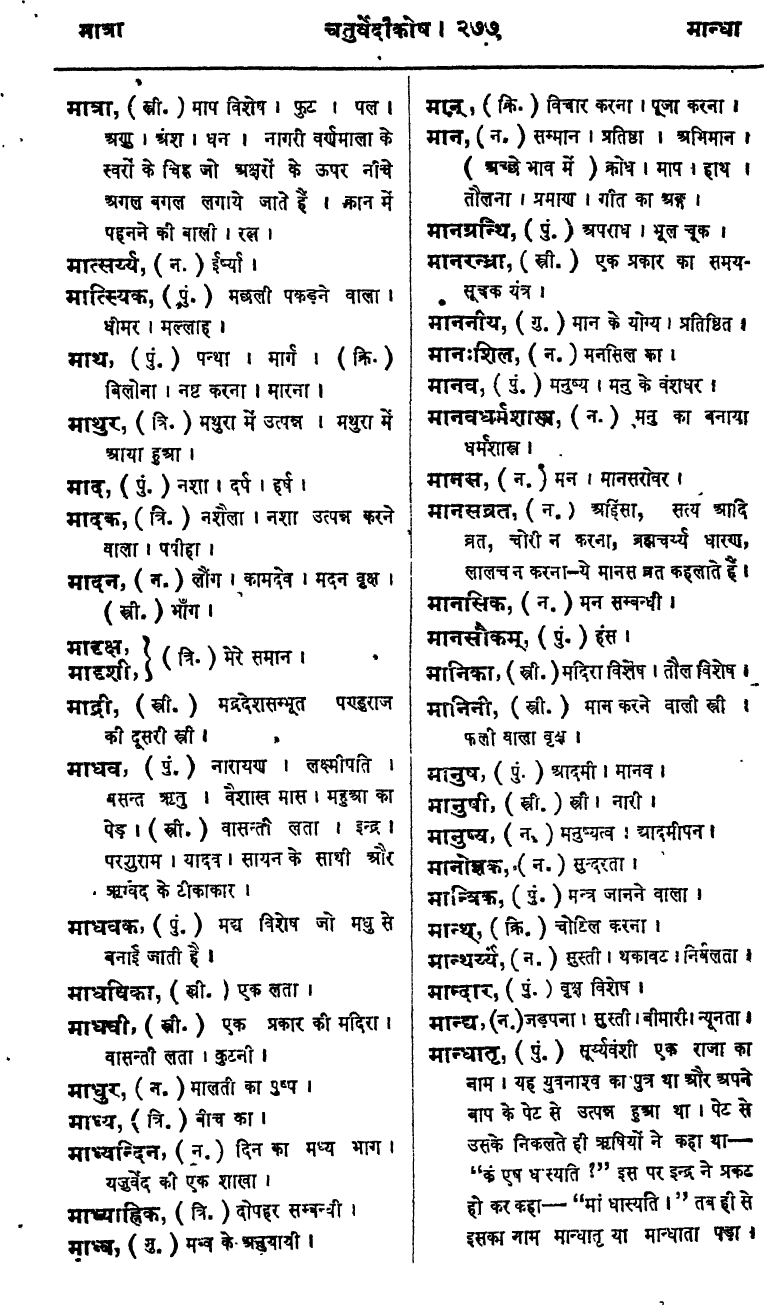 मात्रा चतुर्वेदीकोष । २७७ मान्धा
मात्रा, (स्त्री.) माप विशेष । फुट । पल ।
अणु । अंश । धन । नागरी वर्णमाला के
स्वरों के चिह्न जो अक्षरों के ऊपर नीचे
अगल बगल लगाये जाते हैं । कान में
पहनने की बाली । रत्न ।
मात्सर्य्य, (न.) ईर्ष्या ।
मात्स्यिक, (पुं.) मछली पकड़ने वाला ।
धीमर । मल्लाह ।
माथ, (पुं.) पन्था । मार्ग । (क्रि.)
बिलोना । नष्ट करना । मारना ।
माथुर, (त्रि.) मथुरा में उत्पन्न । मथुरा में
आया हुआ ।
माद, (पुं.) नशा । दर्प । हर्ष ।
मादक, (त्रि.) नशैला । नशा उत्पन्न करने
वाला । पपीहा ।
मादन, (न.) लौंग । कामदेव । मदन वृक्ष ।
(स्त्री.) भाँग ।
मादृक्ष,
मादृशी, } (त्रि.) मेरे समान ।
माद्री, (स्त्री.) मद्रदेशसम्भूत पण्डुराज
की दूसरी स्त्री ।
माधव, (पुं.) नारायण । लक्ष्मीपति ।
बसन्त ऋतु । वैशाख मास । महुआ का
पेड़ । (स्त्री.) वासन्ती लता । इन्द्र ।
परशुराम । यादव । सायन के साथी और
ऋग्वेद के टीकाकार ।
माधवक, (पुं.) मद्य विशेष जो मधु से
बनाई जाती है ।
माधविका, (स्त्री.) एक लता ।
माधवी, (स्त्री.) एक प्रकार की मदिरा ।
वासन्ती लता । कुटनी ।
माधुर, (न.) मालती का पुष्प ।
माध्य, (त्रि.) बीच का ।
माध्यन्दिन, (न.) दिन का मध्य भाग ।
यजुर्वेद की एक शाखा ।
माध्याह्निक, (त्रि.) दोपहर सम्बन्धी ।
माध्व, (गु.) मध्व के अनुयायी ।
मान्, (क्रि.) विचार करना । पूजा करना ।
मान, (न.) सम्मान । प्रतिष्ठा । अभिमान ।
(अच्छे भाव में) क्रोध । माप । हाथ ।
तौलना । प्रमाण । गीत का अङ्ग ।
मानग्रन्थि, (पुं.) अपराध । भूल चूक ।
मानरन्ध्रा, (स्त्री.) एक प्रकार का समय-
सूचक यंत्र ।
माननीय, (गु.) मान के योग्य । प्रतिष्ठित ।
मानःशिल, (न.) मनसिल का ।
मानव, (पुं.) मनुष्य । मनु के वंशधर ।
मानवधर्मशास्त्र, (न.) मनु का बनाया
धर्मशास्त्र ।
मानस, (न.) मन । मानसरोवर ।
मानसव्रत, (न.) अहिंसा, सत्य आदि
व्रत, चोरी न करना, ब्रह्मचर्य्य धारण,
लालच न करना-ये मानस व्रत कहलाते हैं ।
मानसिक, (न.) मन सम्बन्धी ।
मानसौकम्, (पुं.) हंस ।
मानिका, (स्त्री.) मदिरा विशेष । तौल विशेष ।
मानिनी, (स्त्री.) मान करने वाली स्त्री ।
फली वाला वृक्ष ।
मानुष, (पुं.) आदमी । मानव ।
मानुषी, (स्त्री.) स्त्री । नारी ।
मानुष्य, (न.) मनुष्यत्व । आदमीपन ।
मानोज्ञक, (न.) सुन्दरता ।
मान्त्रिक, (पुं.) मन्त्र जानने वाला ।
मान्थ्, (क्रि.) चोटिल करना ।
मान्थर्य्य, (न.) सुस्ती । थकावट । निर्बलता ।
मान्दार, (पुं.) वृक्ष विशेष ।
मान्द्य, (न.) जड़पना । सुस्ती । बीमारी । न्यूनता ।
मान्धातृ, (पुं.) सूर्य्यवंशी एक राजा का
नाम । यह युवनाश्व का पुत्र था और अपने
बाप के पेट से उत्पन्न हुआ था । पेट से
उसके निकलते ही ऋषियों ने कहा था—
“कं एष धास्यति ?” इस पर इन्द्र ने प्रकट
हो कर कहा— “मां धास्यति ।” तब ही से
इसका नाम मान्धातृ या मान्धाता पड़ा ।